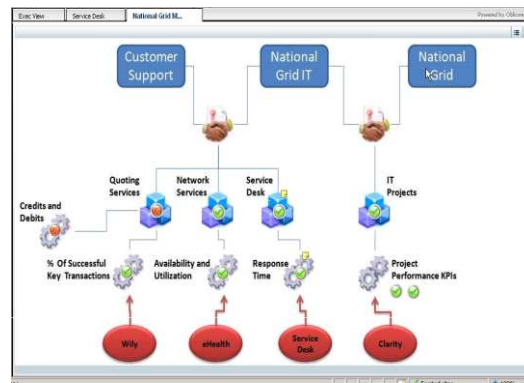 Exec View
Service Desk
National Grid M...
Customer
Support
National
Grid IT
National
Grid
Quoting
Services
Network
Services
Service
Desk
IT
Projects
Credits and
Debits
% Of Successful
Key Transactions
Availability and
Utilization
Response
Time
Project
Performance KPIs
Wily
eHealth
Service
Desk
Clarity